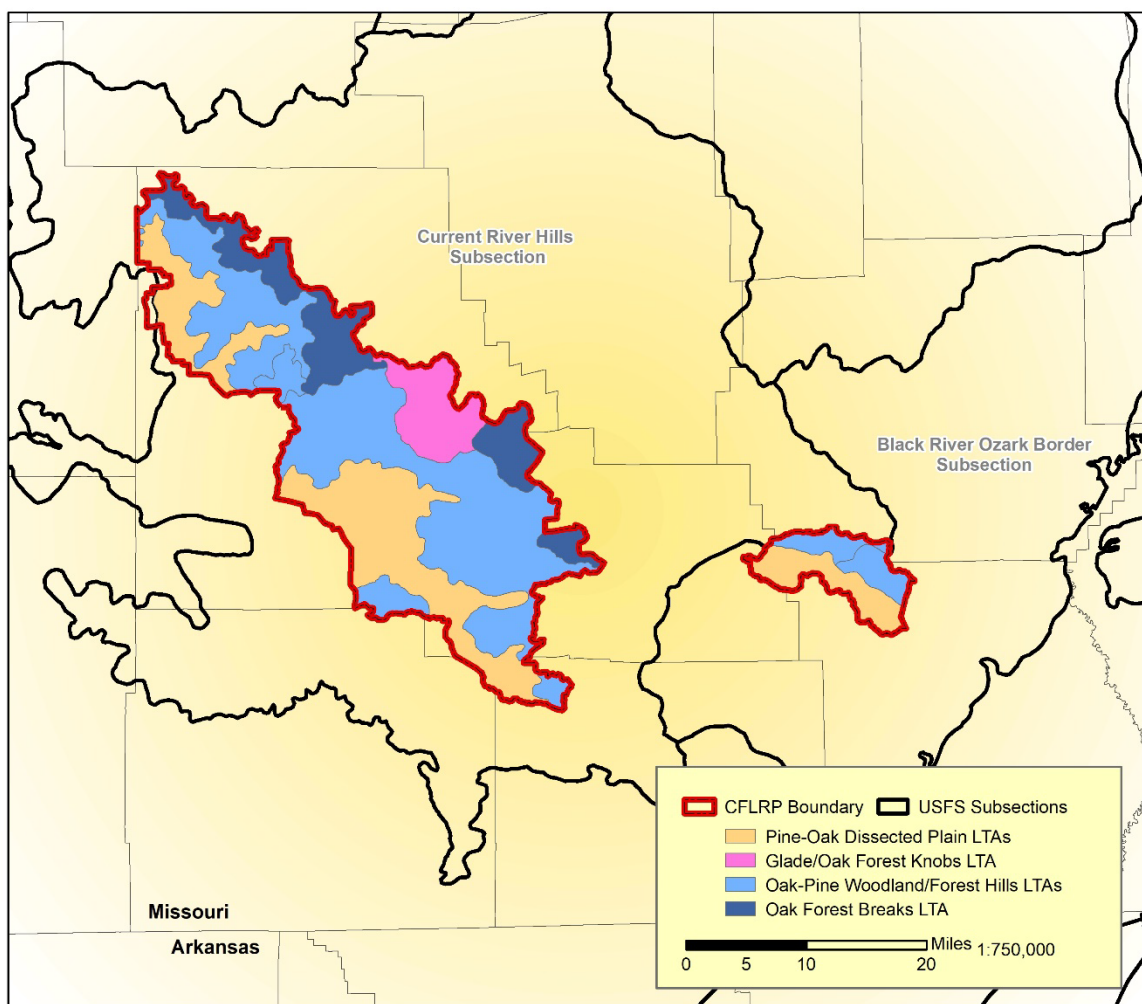 Current River Hills
Subsection
Black River Ozark Border
Subsection
CFLRP Boundary USFS Subsections
Pine-Oak Dissected Plain LTAs
Glade/Oak Forest Knobs LTA
Oak-Pine Woodland/Forest Hills LTAs
Oak Forest Breaks LTA
Missouri
Arkansas
Miles 1:750,000
0 5 10 20